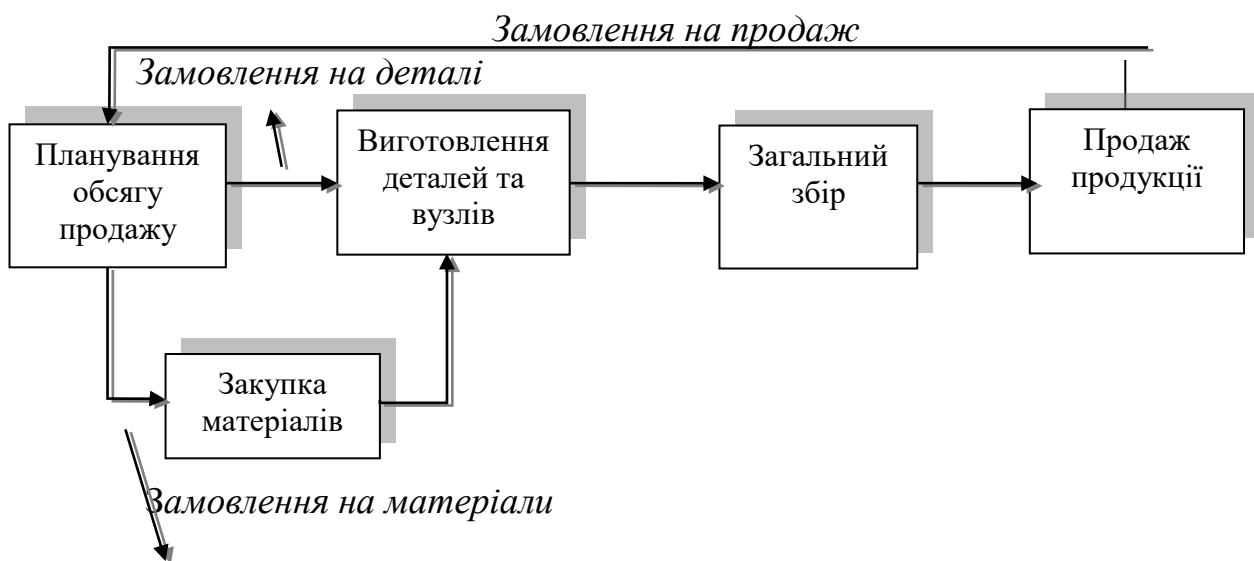 Замовлення на продаж
Замовлення на деталі
Планування
обсягу
продажу
Виготовлення
деталей та
вузлів
Загальний
збір
Продаж
продукції
Закупка
матеріалів
Замовлення на матеріали